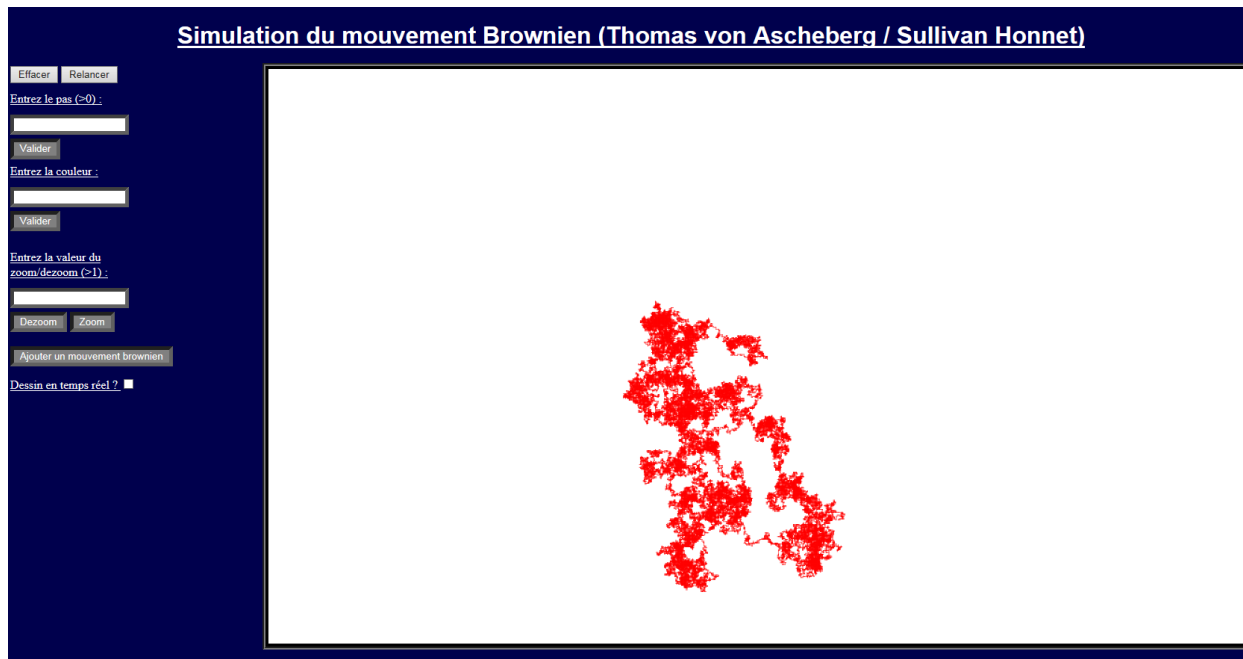 Simulation du mouvement Brownien (Thomas von Ascheberg / Sullivan Honnet)
Effacer Relancer
Entrez le pas (>0) :
Valider
Entrez la couleur :
Valider
Entrez la valeur du
zoom/dezoom (>1) :
Dezoom Zoom
Ajouter un mouvement brownien
Dessin en temps réel ?